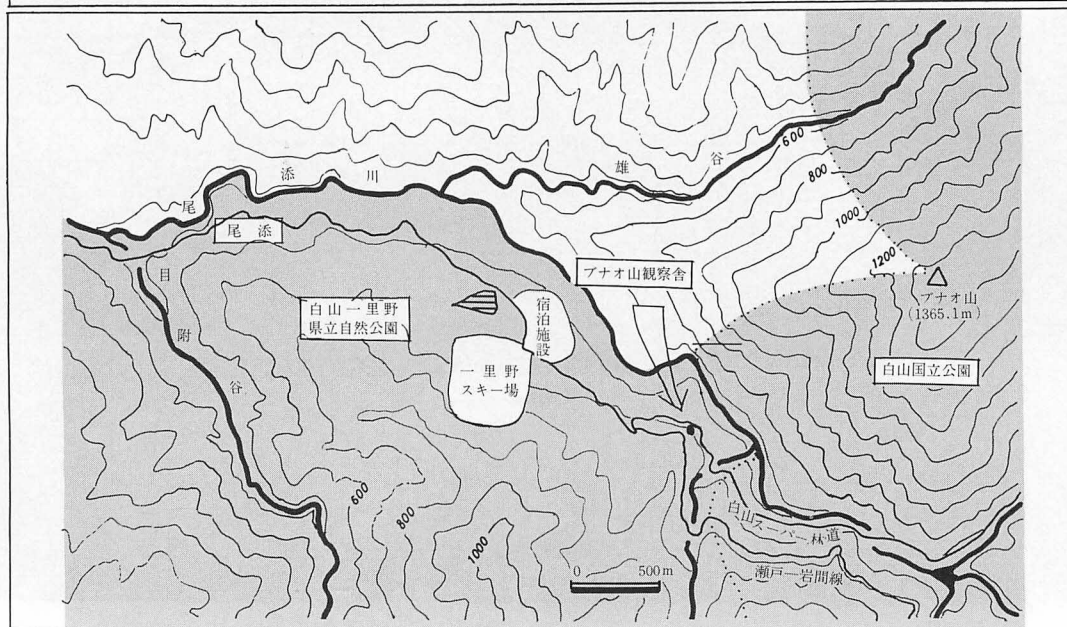 雄谷
尾添川
尾添
目附谷
白山一里野
県立自然公園
宿泊施設
一里野
スキー場
ブナオ山観察舎
600
800
1000
1200
ブナオ山
(1365.1m)
白山国立公園
白山スーパー林道
瀬戸—岩間線
600
800
1000
0 500m